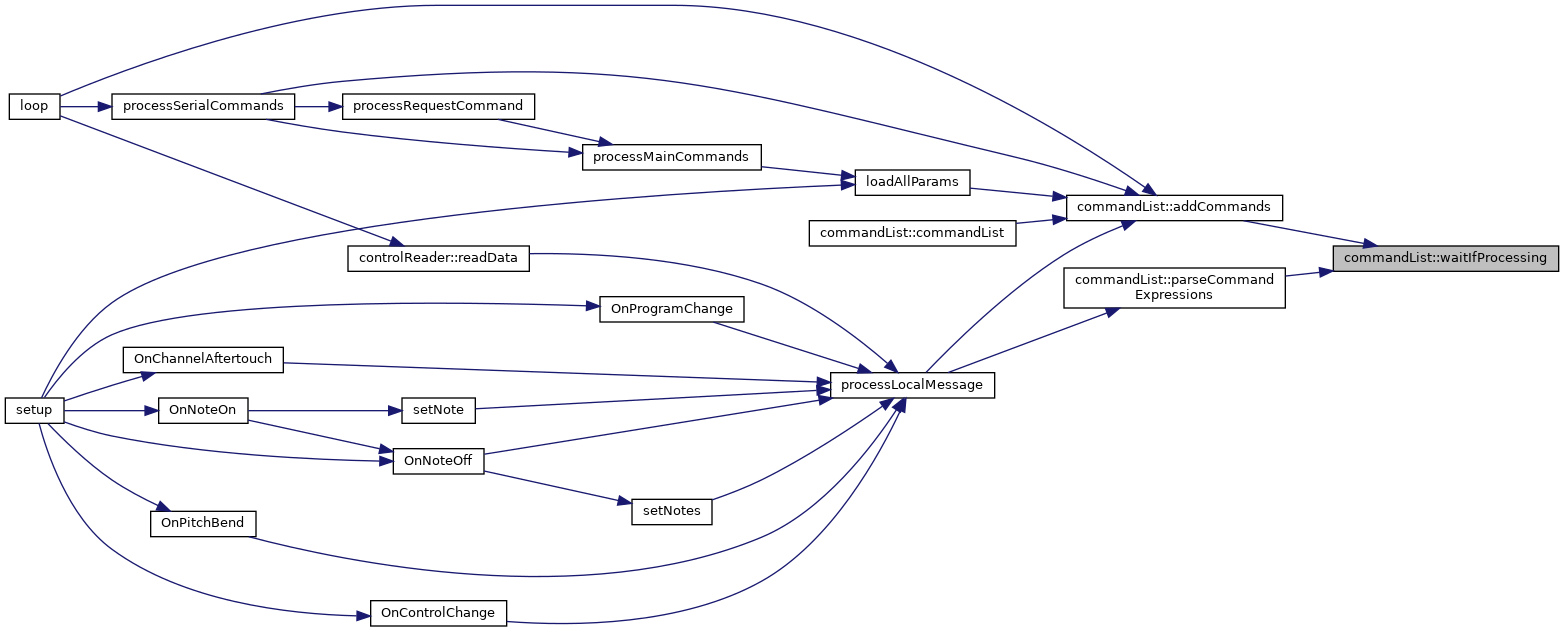 loop
processSerialCommands
processRequestCommand
processMainCommands
loadAllParams
commandList::addCommands
commandList::commandList
controlReader::readData
commandList::waitIfProcessing
commandList::parseCommand
Expressions
OnProgramChange
OnChannelAftertouch
processLocalMessage
setup
OnNoteOn
setNote
OnNoteOff
setNotes
OnPitchBend
OnControlChange